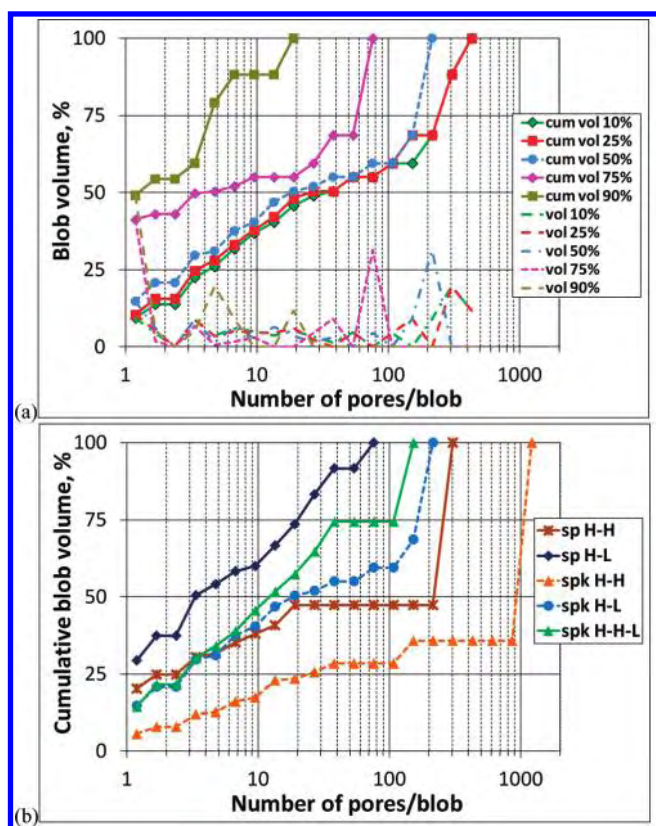 100
75
50
25
0
Blob volume, %
1
10
100
1000
Number of pores/blob
cum vol 10%
cum vol 25%
cum vol 50%
cum vol 75%
cum vol 90%
vol 10%
vol 25%
vol 50%
vol 75%
vol 90%
(a)
100
75
50
25
0
Cumulative blob volume, %
1
10
100
1000
Number of pores/blob
sp H-H
sp H-L
spk H-H
spk H-L
spk H-H-L
(b)